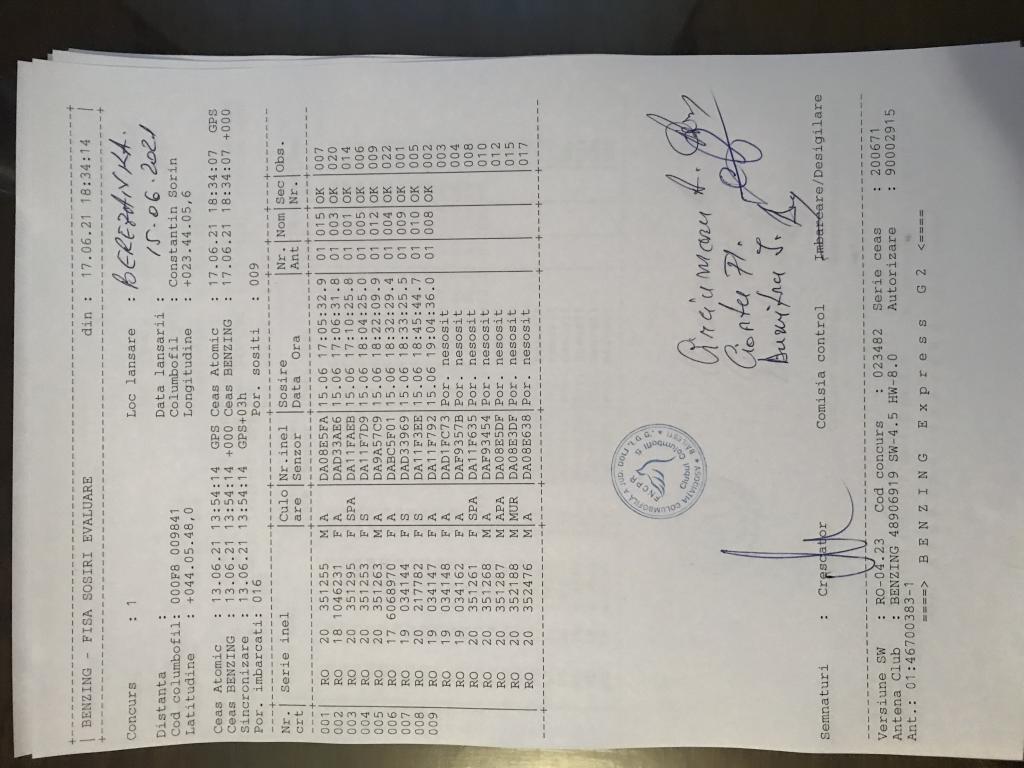 | BENZING - FISA SOSIRI EVALUARE din : 17.06.21 18:34:14 |
Concurs : 1 Loc lansare : BEREZANKA.
Distanta : Data lansarii : 15.06.2021
Cod columbofil: 000F8 009841 Columbofil : Constantin Sorin
Latitudine : +044.05.48,0 Longitudine : +023.44.05,6
Ceas Atomic : 13.06.21 13:54:14 GPS Ceas Atomic : 17.06.21 18:34:07 GPS
Ceas BENZING : 13.06.21 13:54:14 +000 Ceas BENZING : 17.06.21 18:34:07 +000
Sincronizare : 13.06.21 13:54:14 GPS+03h
Por. imbarcati: 016 Por. sositi : 009
Nr.| Serie inel |Culo|Nr.inel |Sosire |Nr.|Nom|Sec|Obs.
crt| |are |Senzor |Data Ora |Ant| |Nr.|
001 | RO 20 351255 M | A |DA08E5FA|15.06 17:05:32.9| 01|015|OK |007
002 | RO 18 1046231 F | A |DAD33AE6|15.06 17:06:31.8| 01|003|OK |020
003 | RO 20 351295 F | SPA |DA11FAEB|15.06 17:10:25.8| 01|001|OK |014
004 | RO 20 351253 F | S |DA11F7D9|15.06 18:04:25.0| 01|005|OK |006
005 | RO 20 351263 M | A |DA9A57C9|15.06 18:22:09.9| 01|012|OK |009
006 | RO 17 6068970 F | A |DABC5F01|15.06 18:32:29.4| 01|004|OK |022
007 | RO 19 034144 F | S |DAD33969|15.06 18:33:25.5| 01|009|OK |001
008 | RO 20 217782 F | S |DA11F3EE|15.06 18:45:44.7| 01|010|OK |005
009 | RO 19 034147 F | A |DA11F792|15.06 19:04:36.0| 01|008|OK |002
RO 19 034148 F | A |DAD1FC73|Por. nesosit |003
RO 19 034162 F | A |DAF9357B|Por. nesosit |004
RO 20 351261 F | SPA |DA11F635|Por. nesosit |008
RO 20 351268 M | A |DAF93454|Por. nesosit |010
RO 20 351287 M | APA |DA08E5DF|Por. nesosit |012
RO 20 352188 M | MUR |DA08E3DF|Por. nesosit |015
RO 20 352476 M | A |DA08E638|Por. nesosit |017
ASOCIATIA COLUMBOFILA
FNCPR
Clubul
Columbofil 5
Semnaturi : Crescator Comisia control Imbarcare/Desigilare
Versiune SW : RO-04.23 Cod concurs : 023482 Serie ceas : 200671
Antena Club : BENZING 48906919 SW-4.5 HW-8.0 Autorizare : 90002915
Ant.: 01:46700383-1
====> B E N Z I N G E x p r e s s G 2 <====